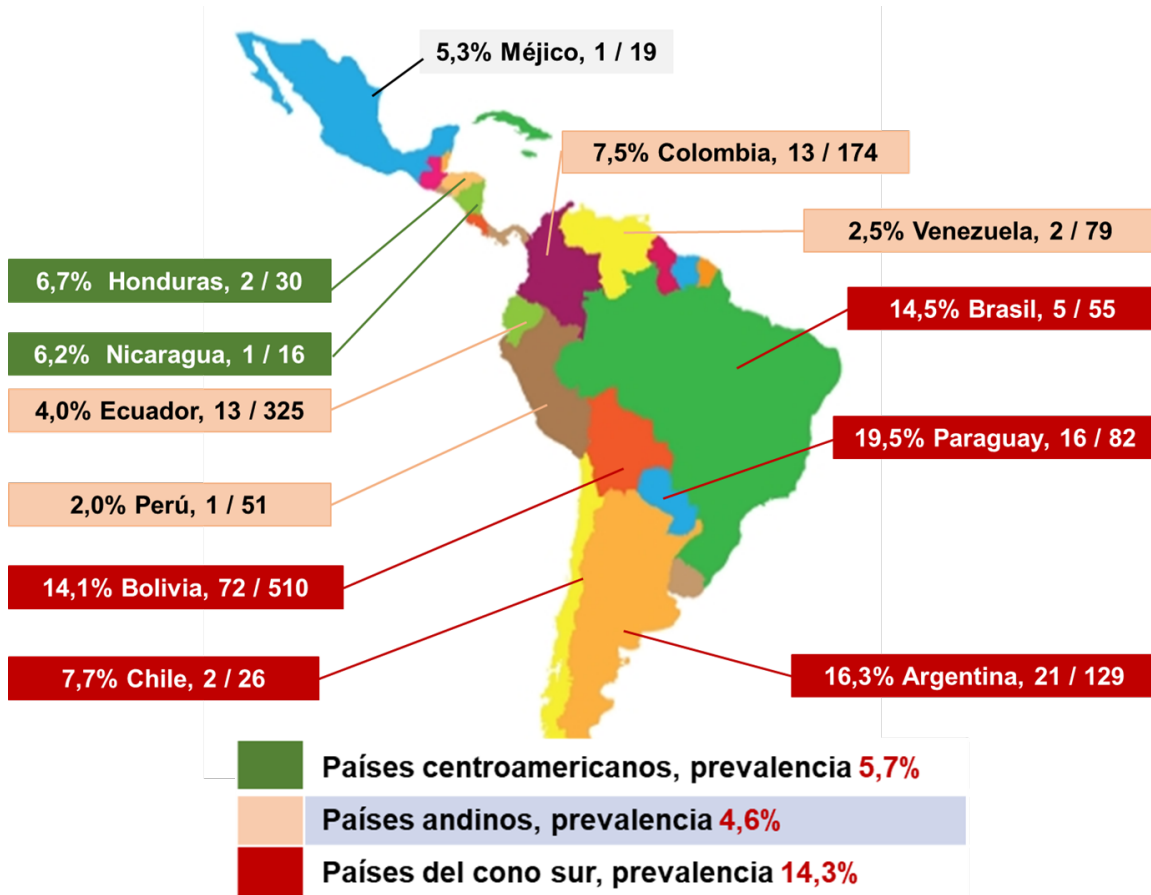 5,3% Méjico, 1 / 19
7,5% Colombia, 13 / 174
2,5% Venezuela, 2 / 79
6,7% Honduras, 2 / 30
14,5% Brasil, 5 / 55
6,2% Nicaragua, 1 / 16
4,0% Ecuador, 13 / 325
19,5% Paraguay, 16 / 82
2,0% Perú, 1 / 51
14,1% Bolivia, 72 / 510
7,7% Chile, 2 / 26
16,3% Argentina, 21 / 129
Países centroamericanos, prevalencia 5,7%
Países andinos, prevalencia 4,6%
Países del cono sur, prevalencia 14,3%